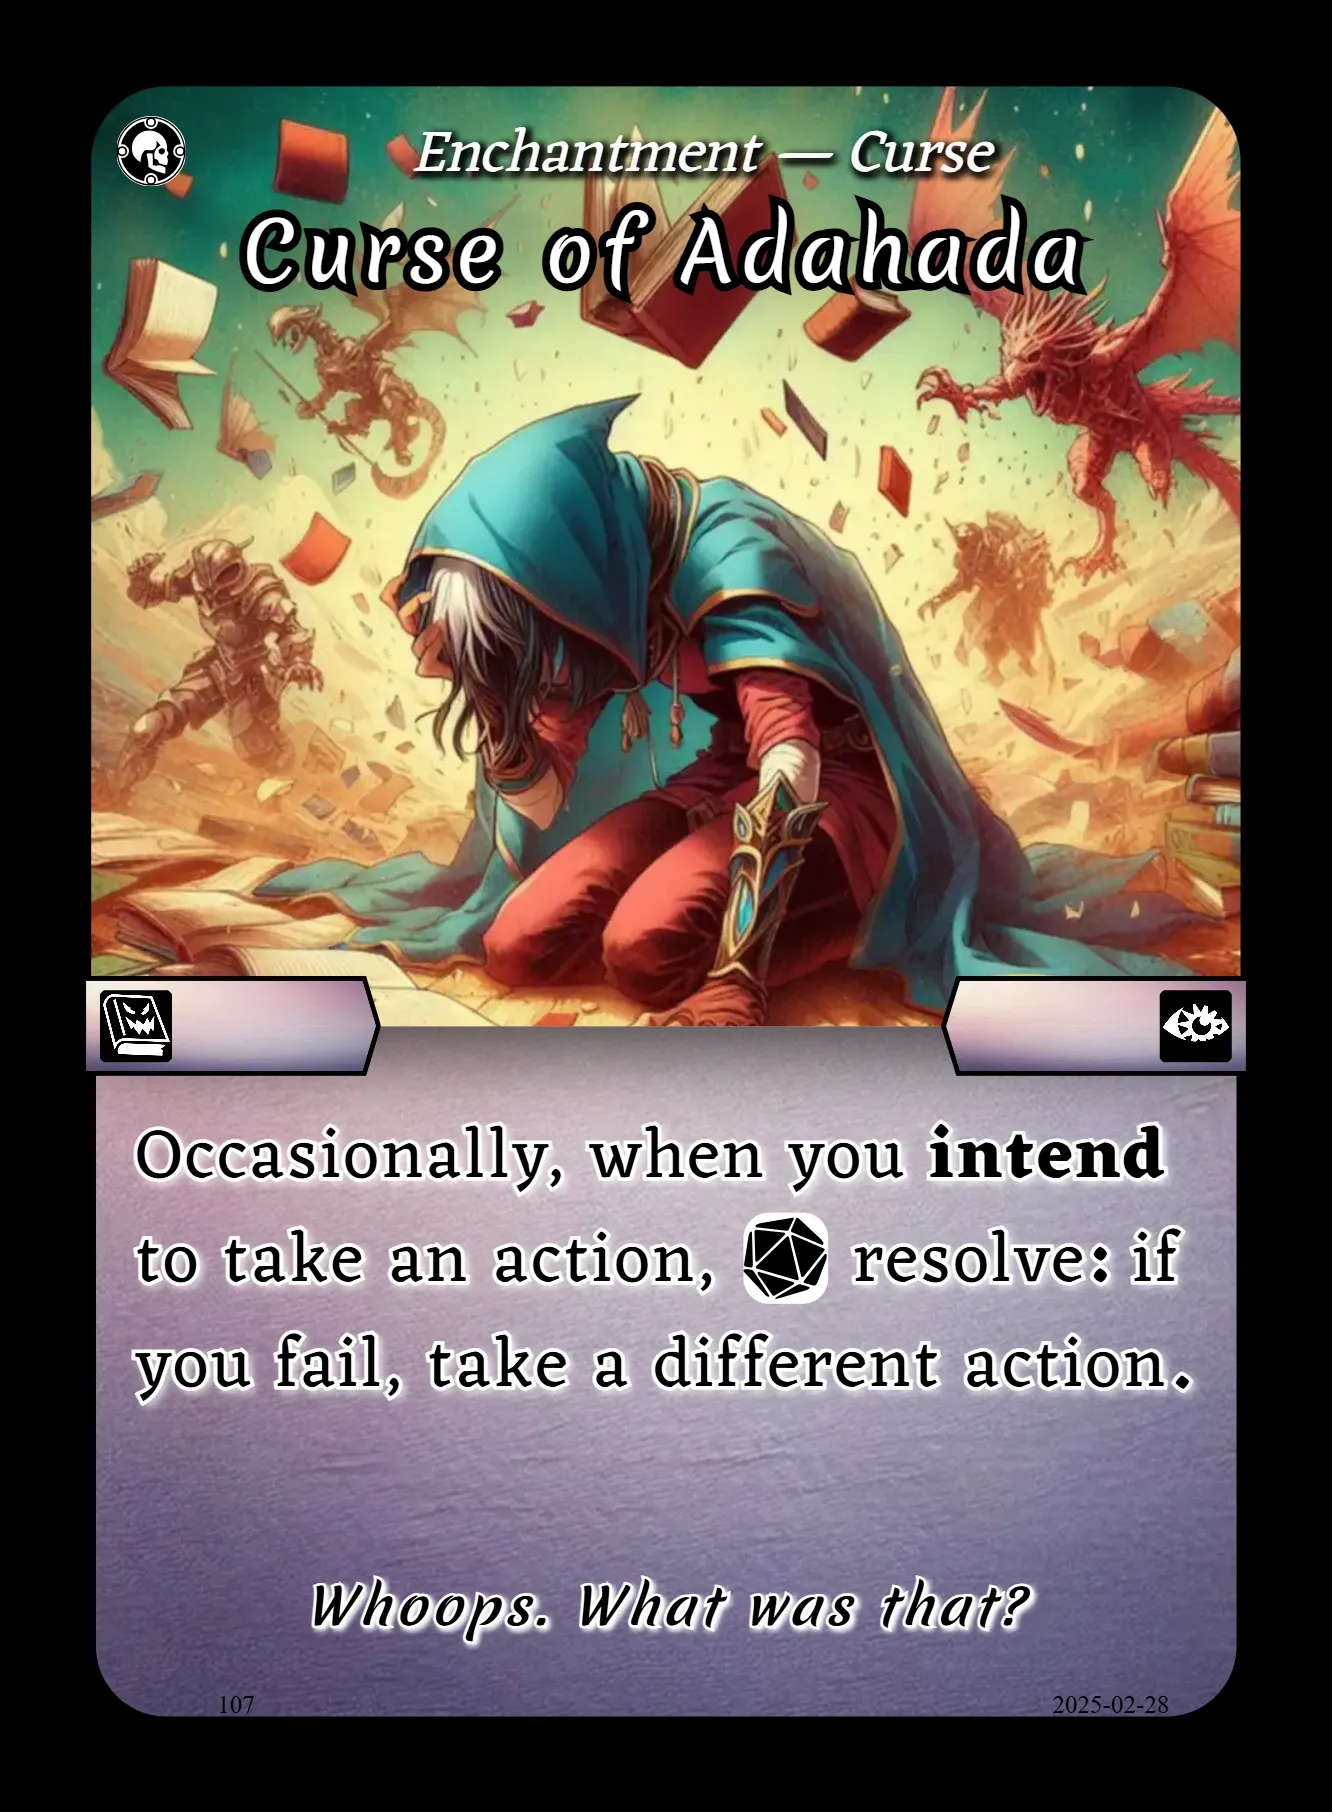 Enchantment — Curse
Curse of Adahada
Occasionally, when you intend
to take an action, resolve: if
you fail, take a different action.
Whoops. What was that?
107
2025-02-28